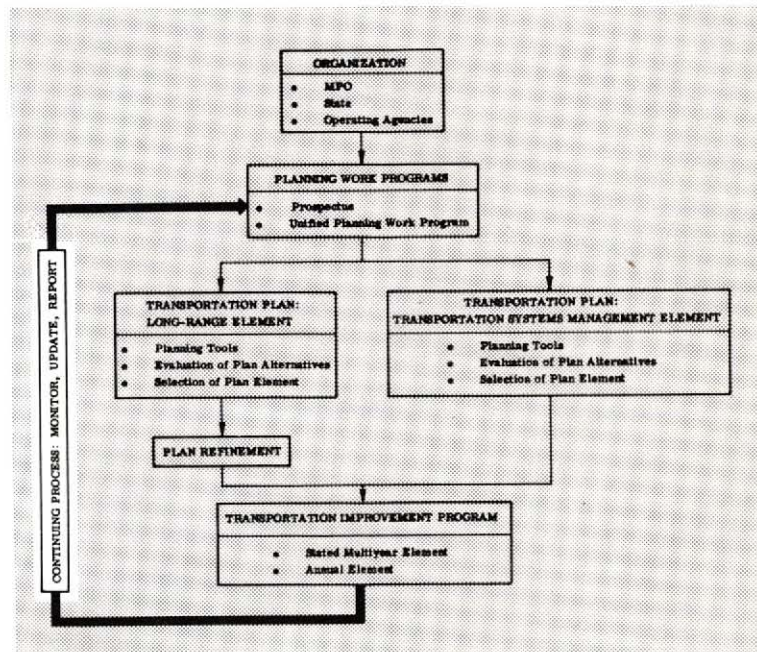 ORGANIZATION
• MPO
• State
• Operating Agencies
PLANNING WORK PROGRAMS
• Prospectus
• Unified Planning Work Program
TRANSPORTATION PLAN:
LONG-RANGE ELEMENT
• Planning Tools
• Evaluation of Plan Alternatives
• Selection of Plan Element
TRANSPORTATION PLAN:
TRANSPORTATION SYSTEMS MANAGEMENT ELEMENT
• Planning Tools
• Evaluation of Plan Alternatives
• Selection of Plan Element
PLAN REFINEMENT
TRANSPORTATION IMPROVEMENT PROGRAM
• Stated Multiyear Element
• Annual Element
CONTINUING PROCESS: MONITOR, UPDATE, REPORT